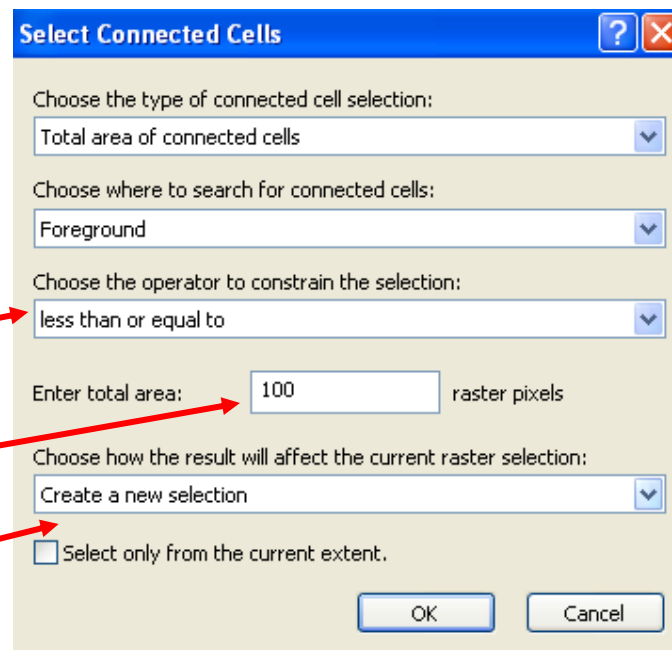 Select Connected Cells
Choose the type of connected cell selection:
Total area of connected cells
Choose where to search for connected cells:
Foreground
Choose the operator to constrain the selection:
less than or equal to
Enter total area: 100 raster pixels
Choose how the result will affect the current raster selection:
Create a new selection
Select only from the current extent.
OK Cancel